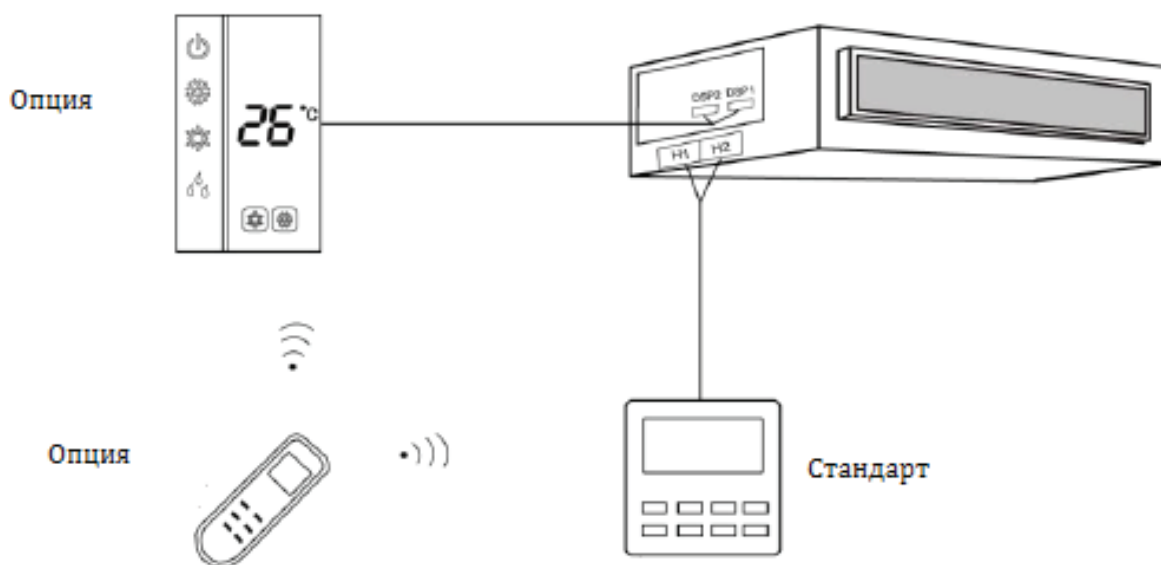 Опция
26 °C
DSP2 DSP1
H1 H2
Опция
Стандарт